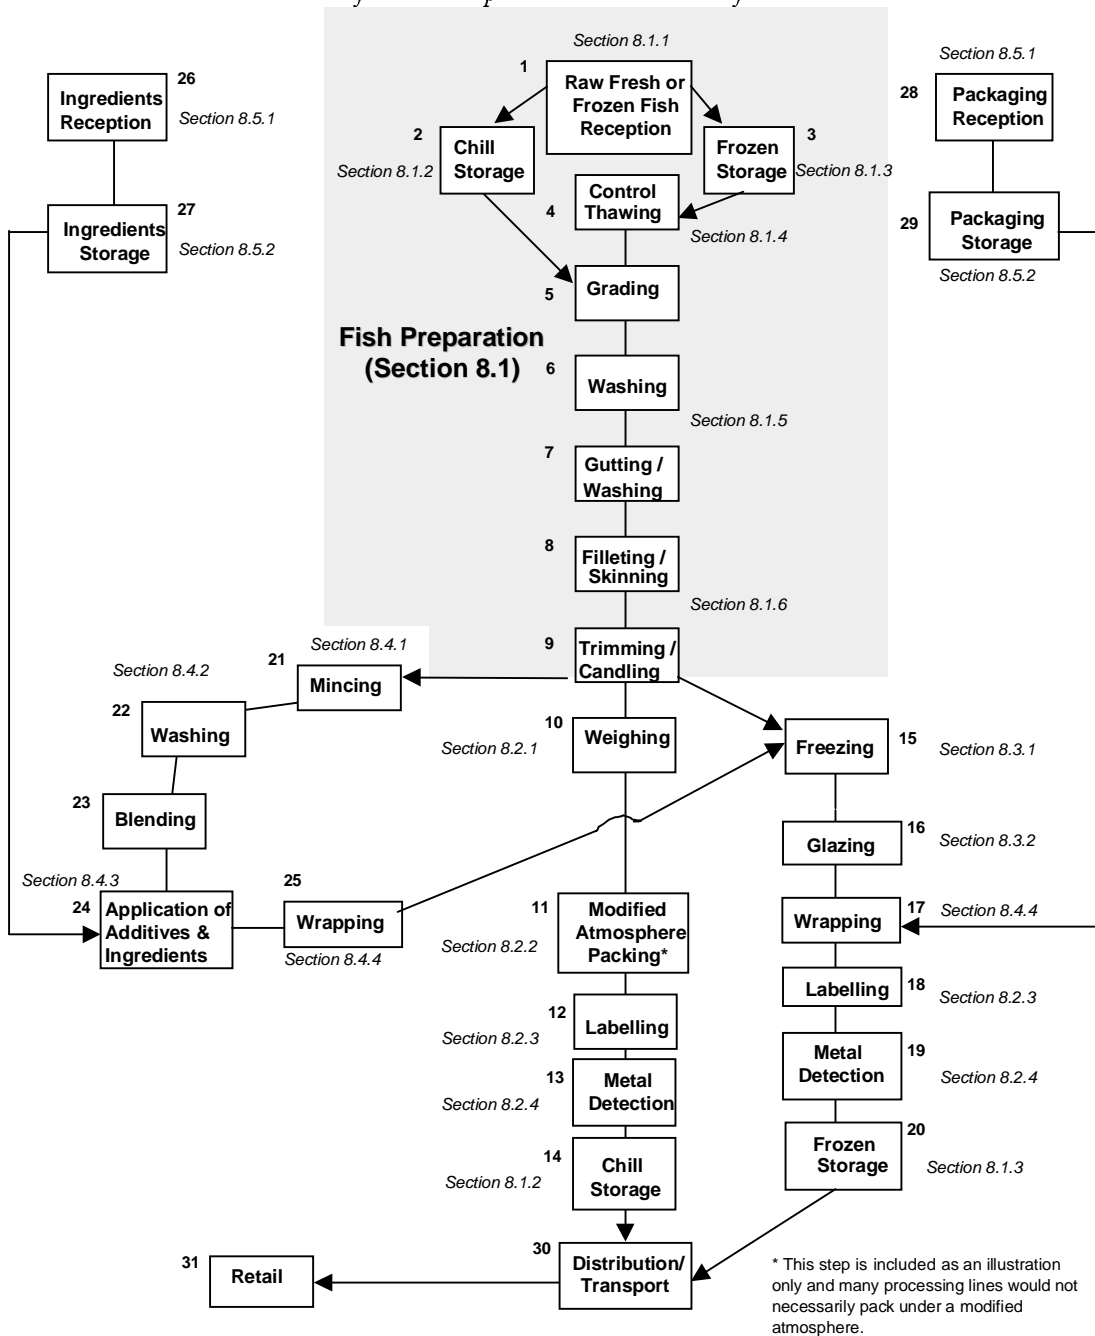 Section 8.1.1
1
Raw Fresh or
Frozen Fish
Reception
26
Ingredients
Reception
Section 8.5.1
Section 8.5.1
28
Packaging
Reception
2
Chill
Storage
Section 8.1.2
3
Frozen
Storage
Section 8.1.3
4
Control
Thawing
Section 8.1.4
27
Ingredients
Storage
Section 8.5.2
29
Packaging
Storage
Section 8.5.2
5
Grading
Fish Preparation
(Section 8.1)
6
Washing
Section 8.1.5
7
Gutting /
Washing
8
Filleting /
Skinning
Section 8.1.6
9
Trimming /
Candling
Section 8.4.1
21
Mincing
Section 8.4.2
22
Washing
10
Weighing
Section 8.2.1
Freezing
15
Section 8.3.1
23
Blending
Glazing
16
Section 8.3.2
Section 8.4.3
24
Application of
Additives &
Ingredients
25
Wrapping
Section 8.4.4
11
Modified
Atmosphere
Packing*
Section 8.2.2
Wrapping
17
Section 8.4.4
12
Labelling
Section 8.2.3
Labelling
18
Section 8.2.3
13
Metal
Detection
Section 8.2.4
Metal
Detection
19
Section 8.2.4
14
Chill
Storage
Section 8.1.2
Frozen
Storage
20
Section 8.1.3
31
Retail
30
Distribution/
Transport
* This step is included as an illustration
only and many processing lines would not
necessarily pack under a modified
atmosphere.